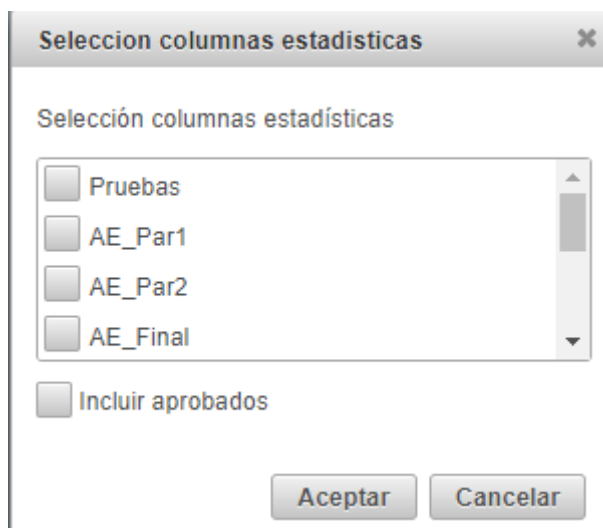 Seleccion columnas estadisticas
Selección columnas estadísticas
Pruebas
AE_Par1
AE_Par2
AE_Final
Incluir aprobados
Aceptar Cancelar